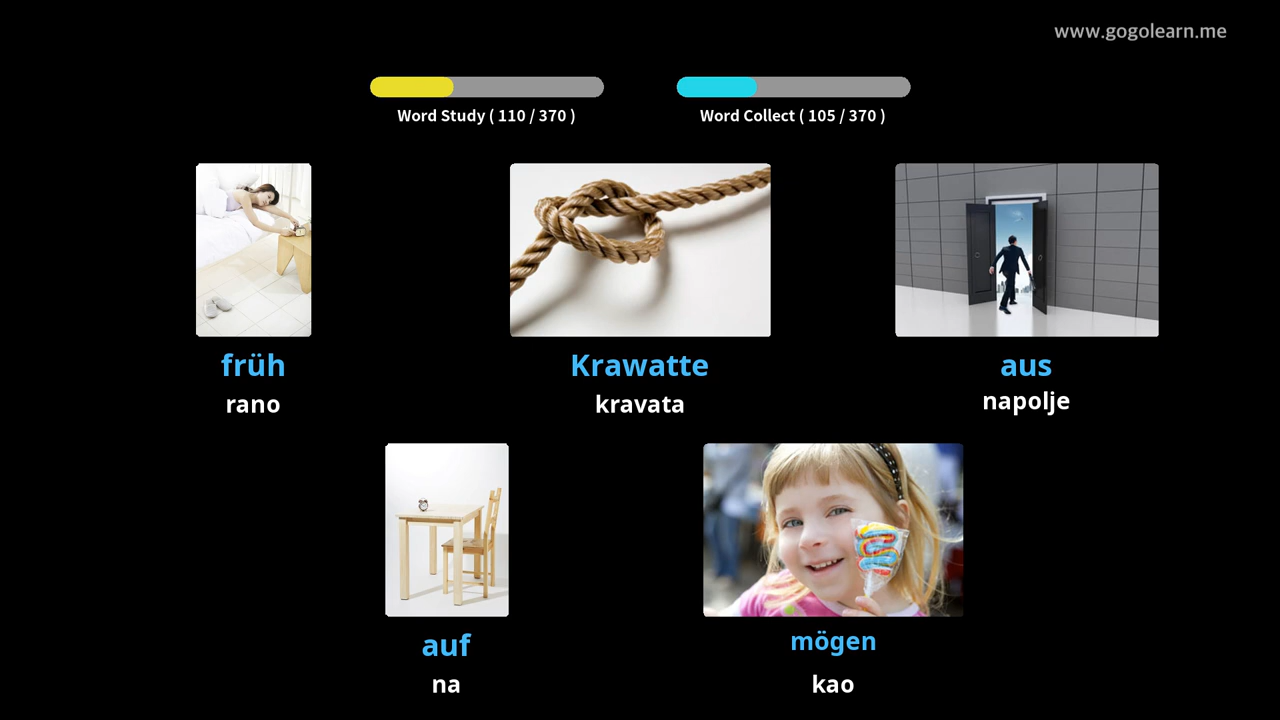 www.gogolearn.me
Word Study ( 110 / 370 )
Word Collect ( 105 / 370 )
früh
rano
Krawatte
kravata
aus
napolje
auf
na
mögen
kao